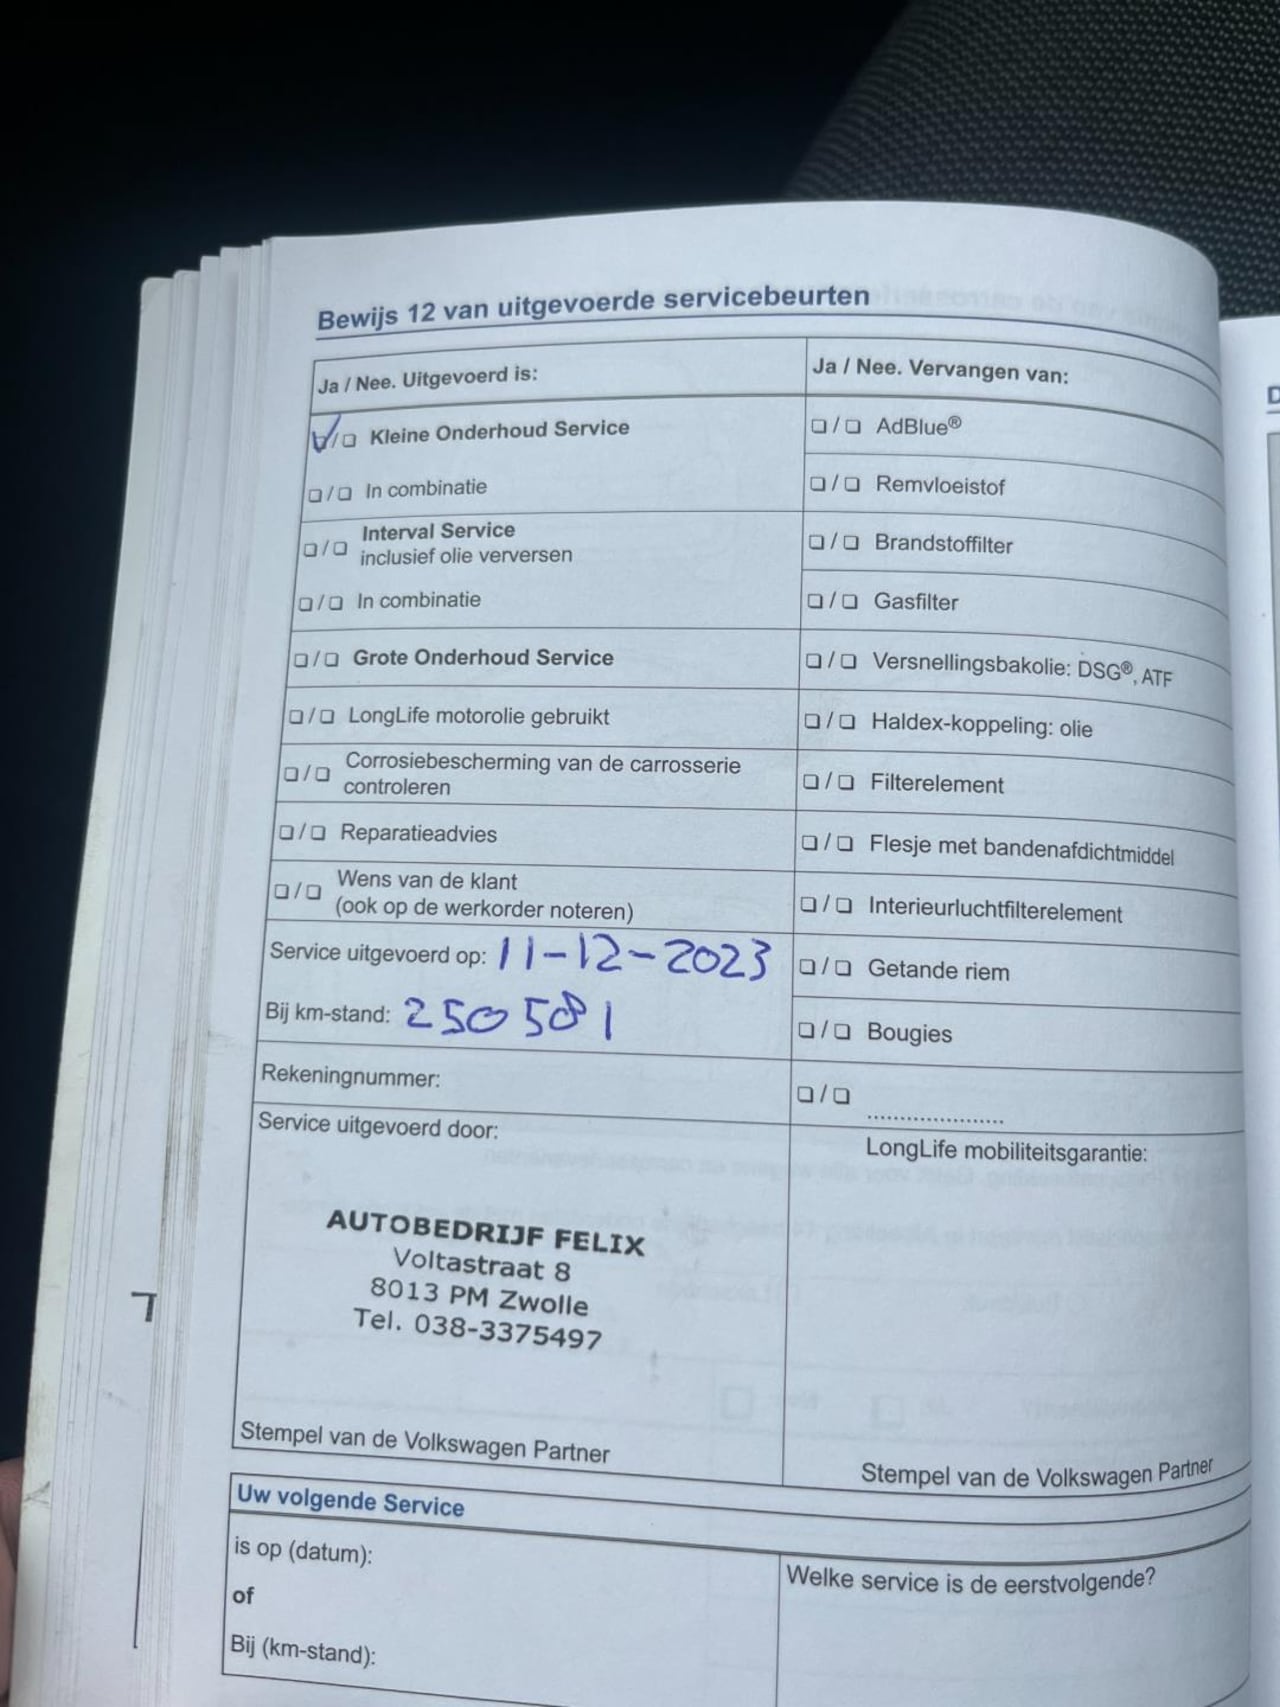 Bewijs 12 van uitgevoerde servicebeurten
Ja / Nee. Uitgevoerd is:
☑/☐ Kleine Onderhoud Service
☐/☐ In combinatie
☐/☐ Interval Service
inclusief olie verversen
☐/☐ In combinatie
☐/☐ Grote Onderhoud Service
☐/☐ LongLife motorolie gebruikt
☐/☐ Corrosiebescherming van de carrosserie
controleren
☐/☐ Reparatieadvies
☐/☐ Wens van de klant
(ook op de werkorder noteren)
Service uitgevoerd op: 11-12-2023
Bij km-stand: 250581
Rekeningnummer:
Service uitgevoerd door:
AUTOBEDRIJF FELIX
Voltastraat 8
8013 PM Zwolle
Tel. 038-3375497
Stempel van de Volkswagen Partner
Ja / Nee. Vervangen van:
☐/☐ AdBlue®
☐/☐ Remvloeistof
☐/☐ Brandstoffilter
☐/☐ Gasfilter
☐/☐ Versnellingsbakolie: DSG®, ATF
☐/☐ Haldex-koppeling: olie
☐/☐ Filterelement
☐/☐ Flesje met bandenafdichtmiddel
☐/☐ Interieurluchtfilterelement
☐/☐ Getande riem
☐/☐ Bougies
☐/☐ ....................
LongLife mobiliteitsgarantie:
Stempel van de Volkswagen Partner
Uw volgende Service
is op (datum):
of
Bij (km-stand):
Welke service is de eerstvolgende?